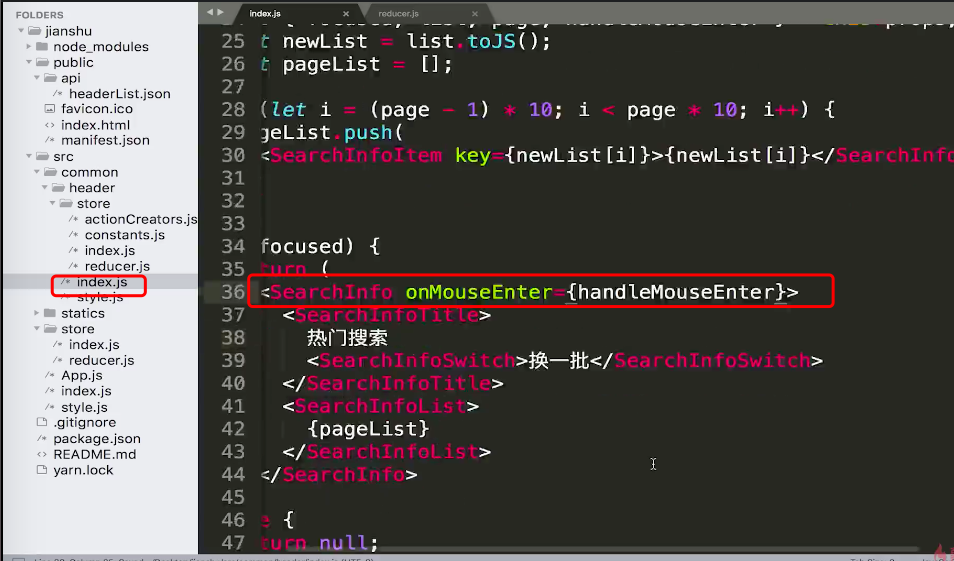 FOLDERS
jianshu
node_modules
public
api
headerList.json
favicon.ico
index.html
manifest.json
src
common
header
store
actionCreators.js
constants.js
index.js
reducer.js
index.js
style.js
statics
store
index.js
reducer.js
App.js
index.js
style.js
.gitignore
package.json
README.md
yarn.lock
index.js × reducer.js ×
25 t newList = list.toJS();
26 t pageList = [];
27
28 (let i = (page - 1) * 10; i < page * 10; i++) {
29 geList.push(
30 <SearchInfoItem key={newList[i]}>{newList[i]}</SearchInfo
31
32
33
34 focused) {
35 turn (
36 <SearchInfo onMouseEnter={handleMouseEnter}>
37 <SearchInfoTitle>
38 热门搜索
39 <SearchInfoSwitch>换一批</SearchInfoSwitch>
40 </SearchInfoTitle>
41 <SearchInfoList>
42 {pageList}
43 </SearchInfoList>
44 </SearchInfo>
45
46 e {
47 turn null;